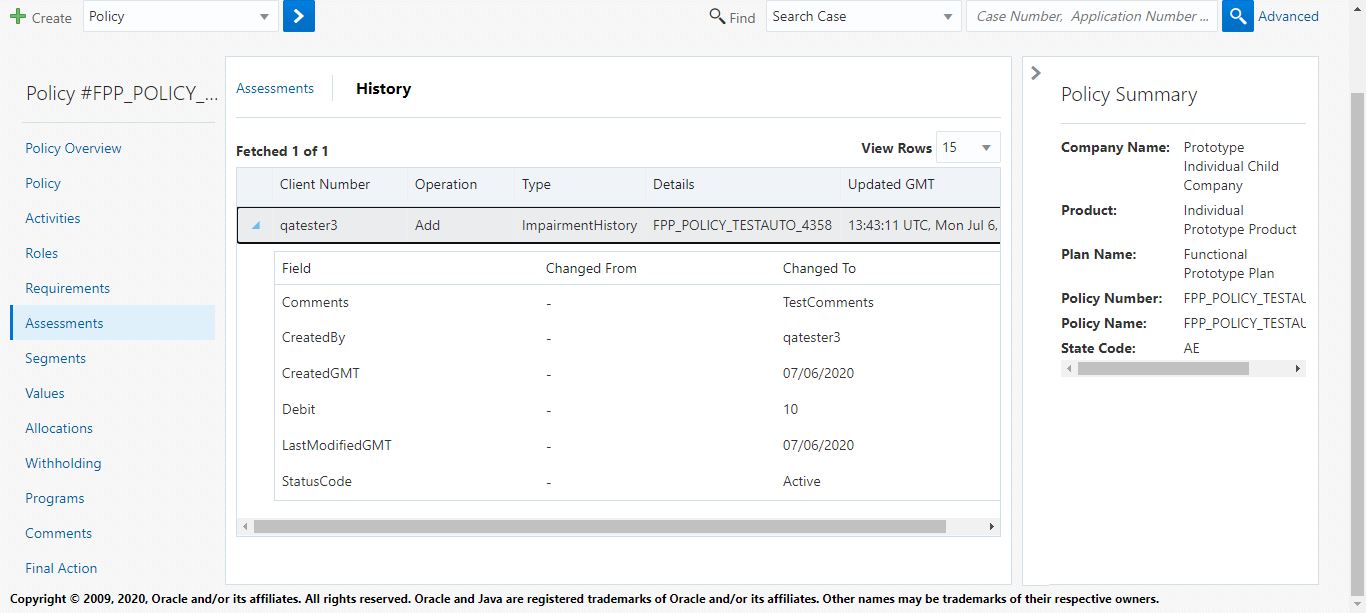 Create Policy Find Search Case Case Number, Application Number ... Advanced
Policy #FPP_POLICY_...
Policy Overview
Policy
Activities
Roles
Requirements
Assessments
Segments
Values
Allocations
Withholding
Programs
Comments
Final Action
Assessments History
Fetched 1 of 1 View Rows 15
Client Number Operation Type Details Updated GMT
qatester3 Add ImpairmentHistory FPP_POLICY_TESTAUTO_4358 13:43:11 UTC, Mon Jul 6,
Field Changed From Changed To
Comments - TestComments
CreatedBy - qatester3
CreatedGMT - 07/06/2020
Debit - 10
LastModifiedGMT - 07/06/2020
StatusCode - Active
Policy Summary
Company Name: Prototype
Individual Child
Company
Product: Individual
Prototype Product
Plan Name: Functional
Prototype Plan
Policy Number: FPP_POLICY_TESTAU
Policy Name: FPP_POLICY_TESTAU
State Code: AE
Copyright © 2009, 2020, Oracle and/or its affiliates. All rights reserved. Oracle and Java are registered trademarks of Oracle and/or its affiliates. Other names may be trademarks of their respective owners.